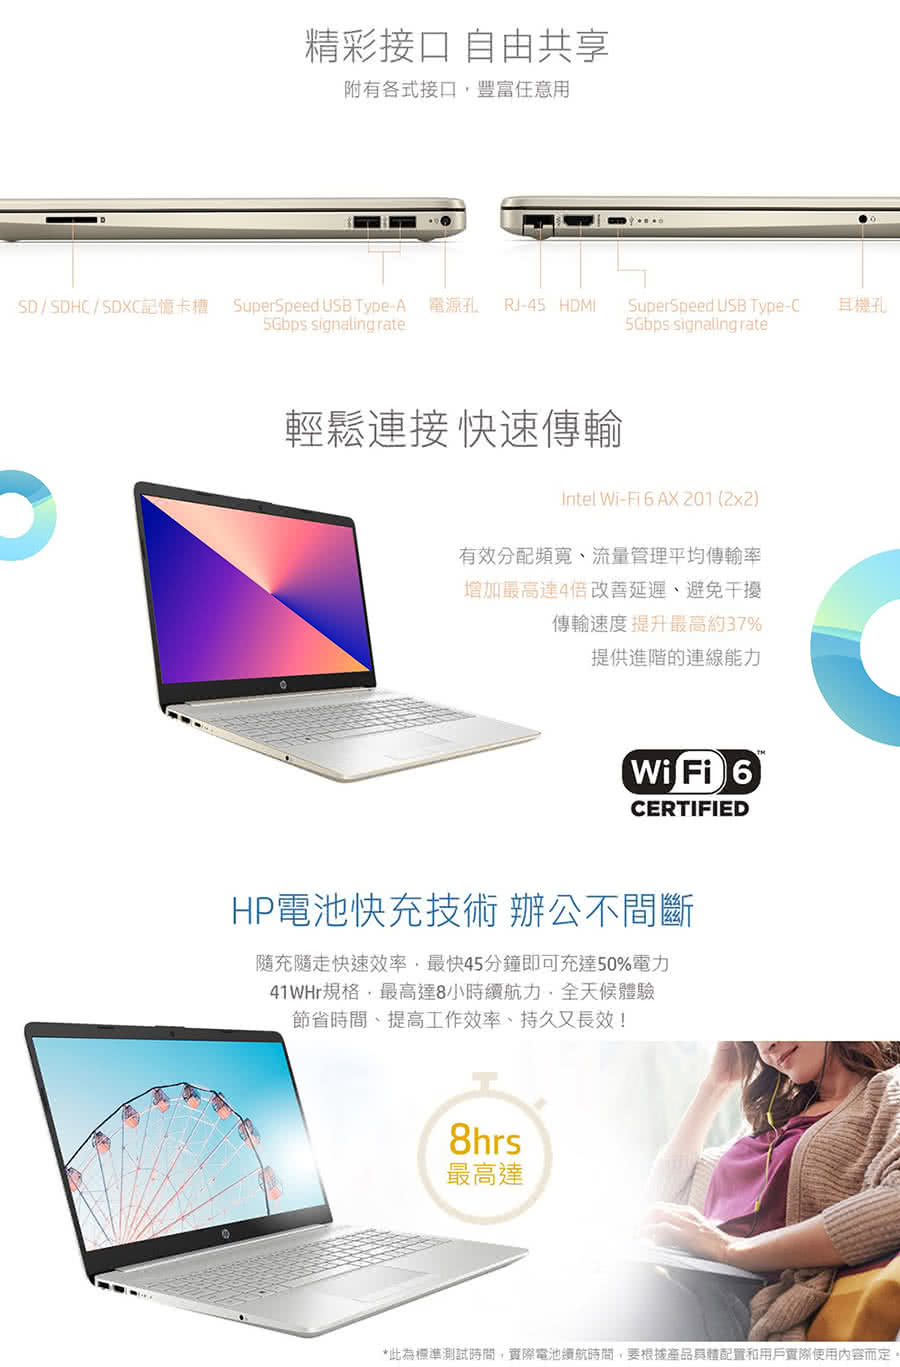 精彩接口 自由共享
附有各式接口，豐富任意用
SD / SDHC / SDXC記憶卡槽
SuperSpeed USB Type-A
5Gbps signaling rate
電源孔
RJ-45
HDMI
SuperSpeed USB Type-C
5Gbps signaling rate
耳機孔
輕鬆連接 快速傳輸
Intel Wi-Fi 6 AX 201 (2x2)
有效分配頻寬、流量管理平均傳輸率
增加最高達4倍 改善延遲、避免干擾
傳輸速度 提升最高約37%
提供進階的連線能力
Wi Fi 6™
CERTIFIED
HP電池快充技術 辦公不間斷
隨充隨走快速效率，最快45分鐘即可充達50%電力
41WHr規格，最高達8小時續航力，全天候體驗
節省時間、提高工作效率、持久又長效！
8hrs
最高達
*此為標準測試時間，實際電池續航時間，要根據產品具體配置和用戶實際使用內容而定。